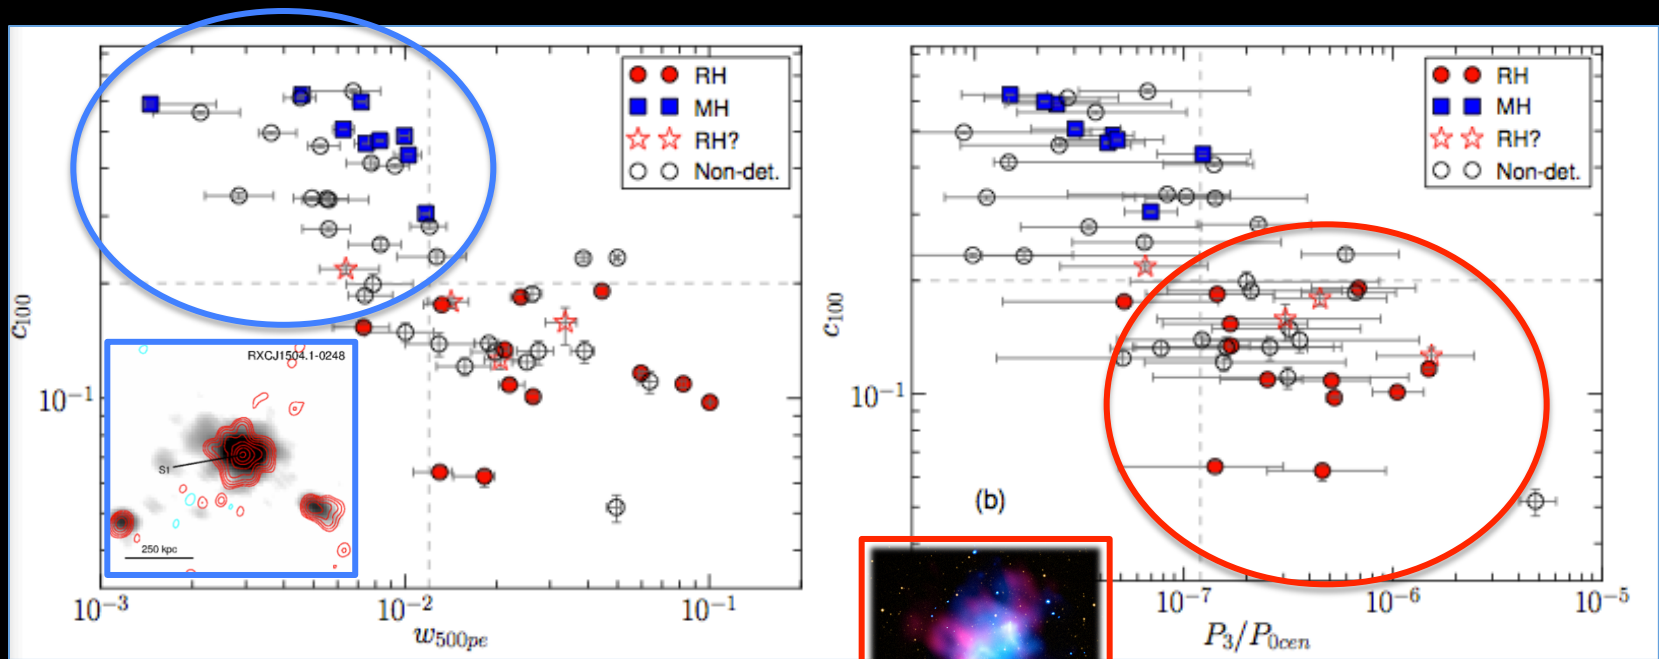 RH
MH
RH?
Non-det.
c100
10−1
RXCJ1504.1-0248
S1
250 kpc
10−3
10−2
10−1
w500pe
RH
MH
RH?
Non-det.
c100
10−1
(b)
10−7
10−6
10−5
P3/P0cen